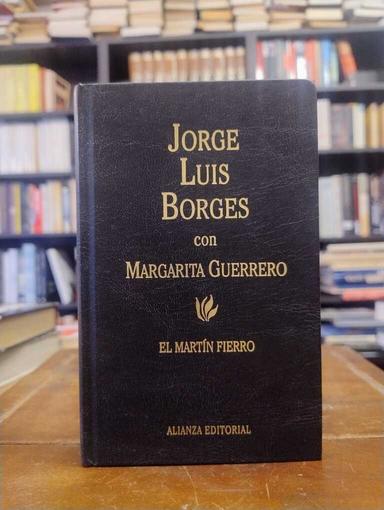 JORGE
LUIS
BORGES
con
MARGARITA GUERRERO
EL MARTÍN FIERRO
ALIANZA EDITORIAL